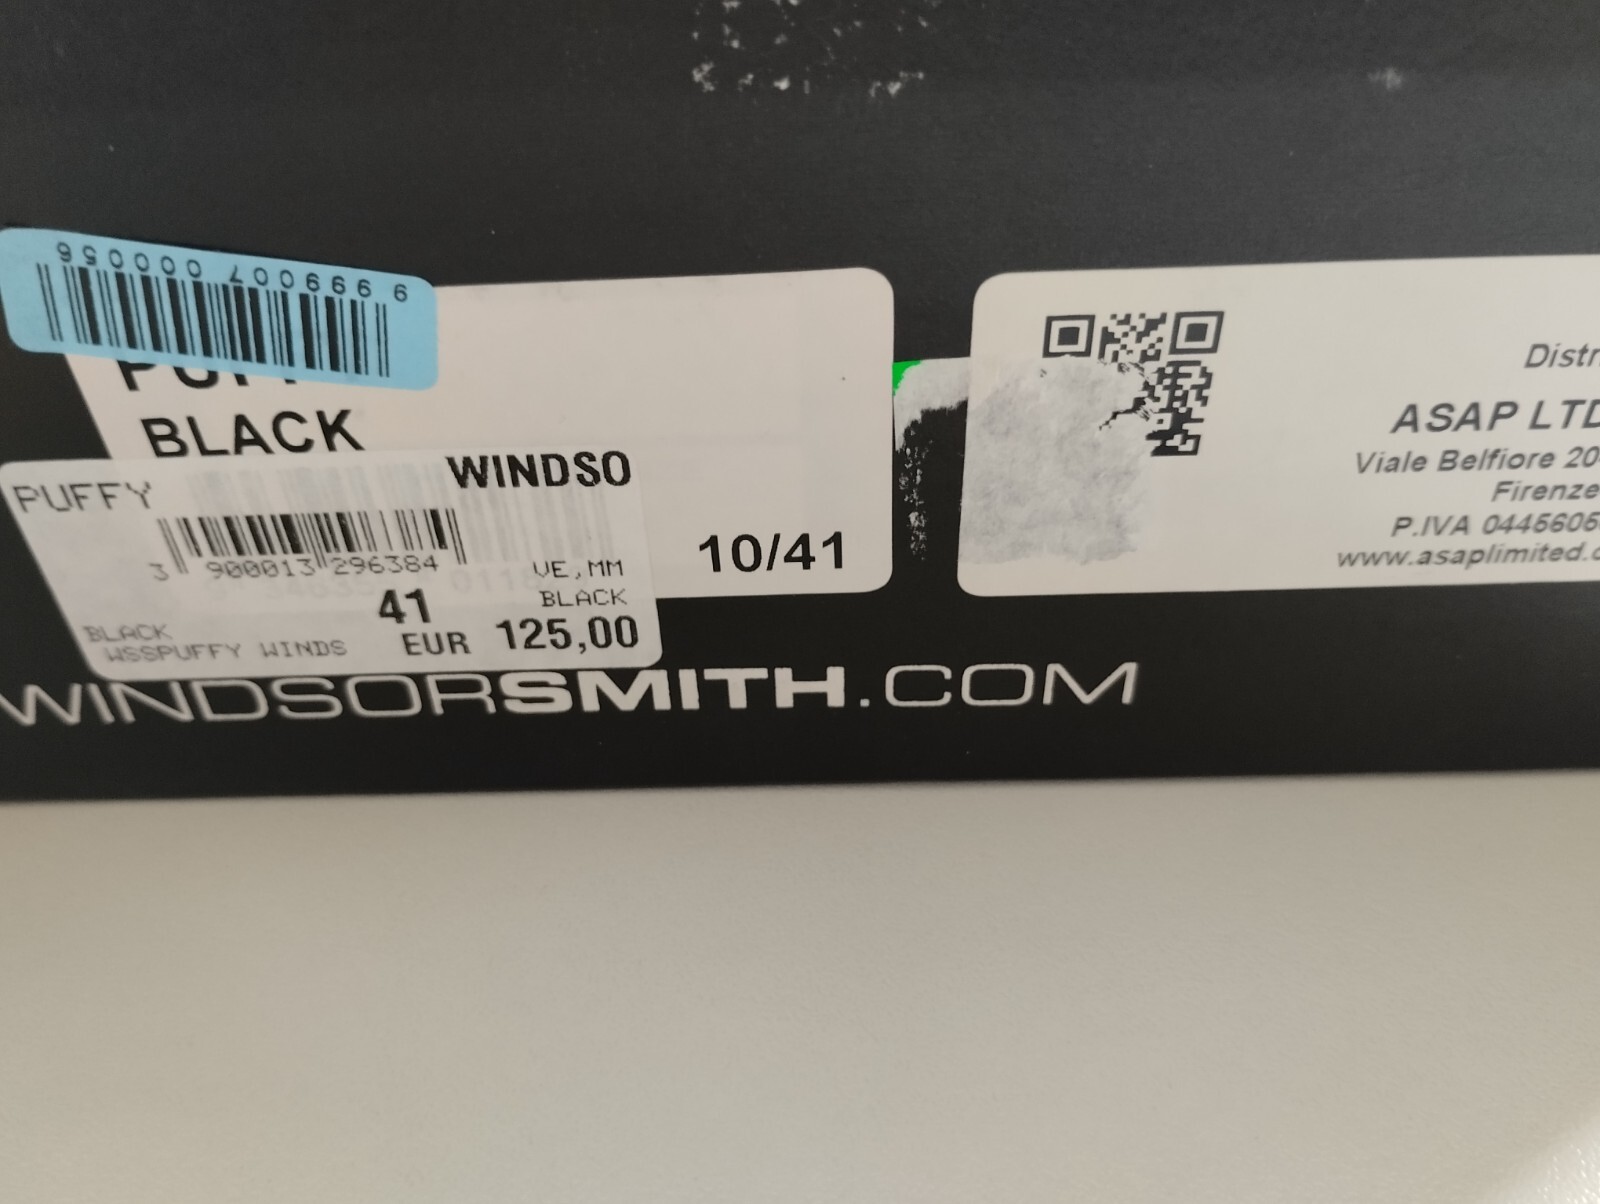 9 999007 000056
BLACK
PUFFY
WINDSO
3 900013 296384
VE,MM
41
BLACK
BLACK
WSSPUFFY WINDS
EUR 125,00
10/41
WINDSORSMITH.COM
Distr
ASAP LTD
Viale Belfiore 20
Firenze
P.IVA 0446606
www.asaplimited.c